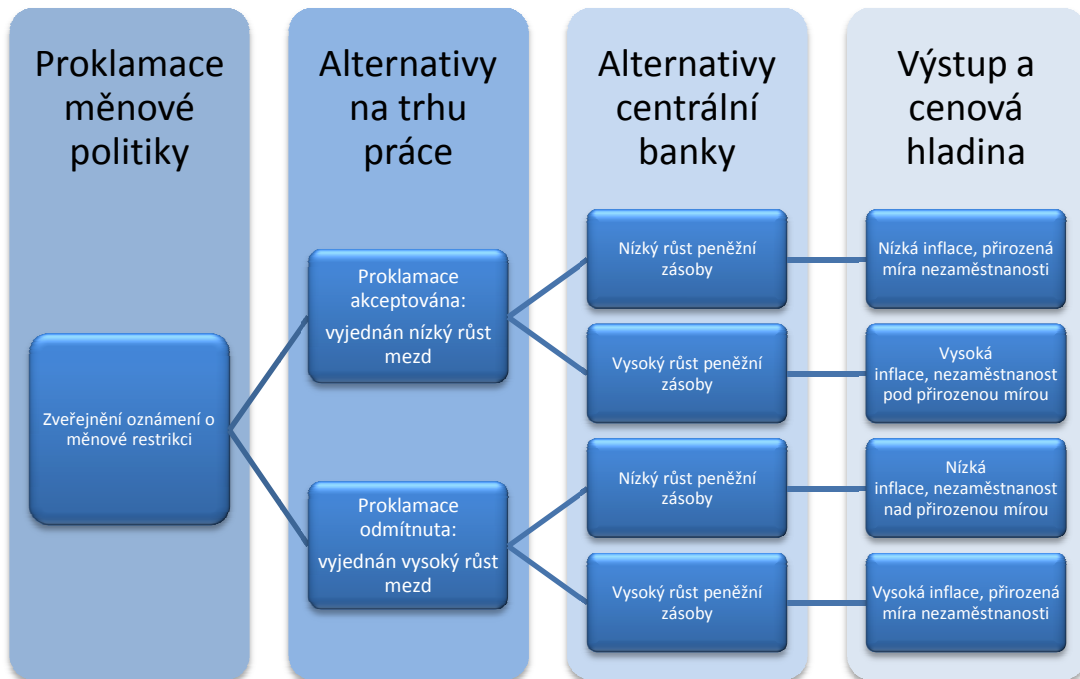 Proklamace
měnové
politiky
Alternativy
na trhu
práce
Alternativy
centrální
banky
Výstup a
cenová
hladina
Zveřejnění oznámení o
měnové restrikci
Proklamace
akceptována:
vyjednán nízký růst
mezd
Proklamace
odmítnuta:
vyjednán vysoký růst
mezd
Nízký růst peněžní
zásoby
Vysoký růst peněžní
zásoby
Nízký růst peněžní
zásoby
Vysoký růst peněžní
zásoby
Nízká inflace, přirozená
míra nezaměstnanosti
Vysoká
inflace, nezaměstnanost
pod přirozenou mírou
Nízká
inflace, nezaměstnanost
nad přirozenou mírou
Vysoká inflace, přirozená
míra nezaměstnanosti